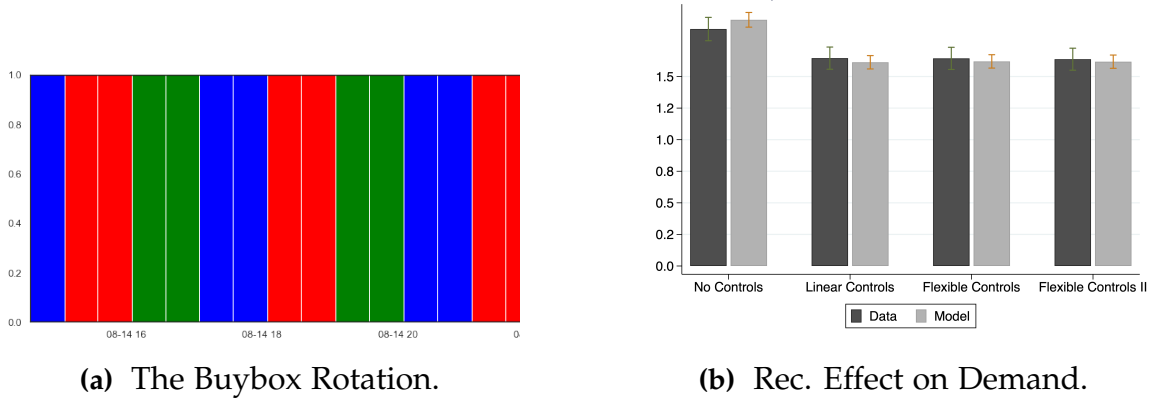 1.0
0.8
0.6
0.4
0.2
0.0
08-14 16 08-14 18 08-14 20 0-
(a) The Buybox Rotation.
1.5
1.2
1.0
0.8
0.5
0.2
0.0
No Controls Linear Controls Flexible Controls Flexible Controls II
Data Model
(b) Rec. Effect on Demand.